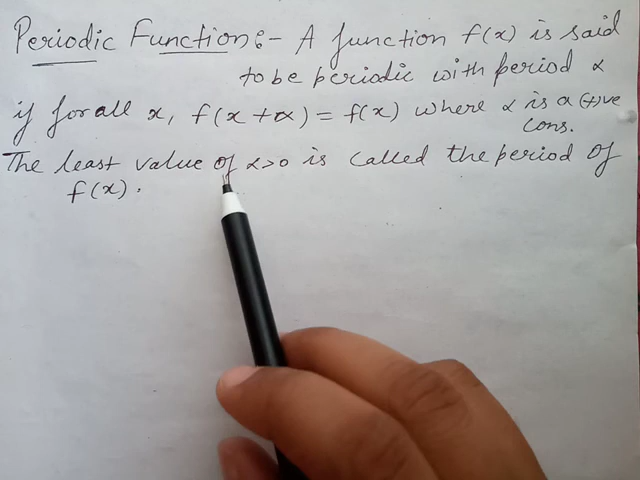 Periodic Function:- A function f(x) is said
to be periodic with period α
if for all x, f(x+α) = f(x) where α is a (+)ve
cons.
The least value of α>0 is called the period of
f(x).